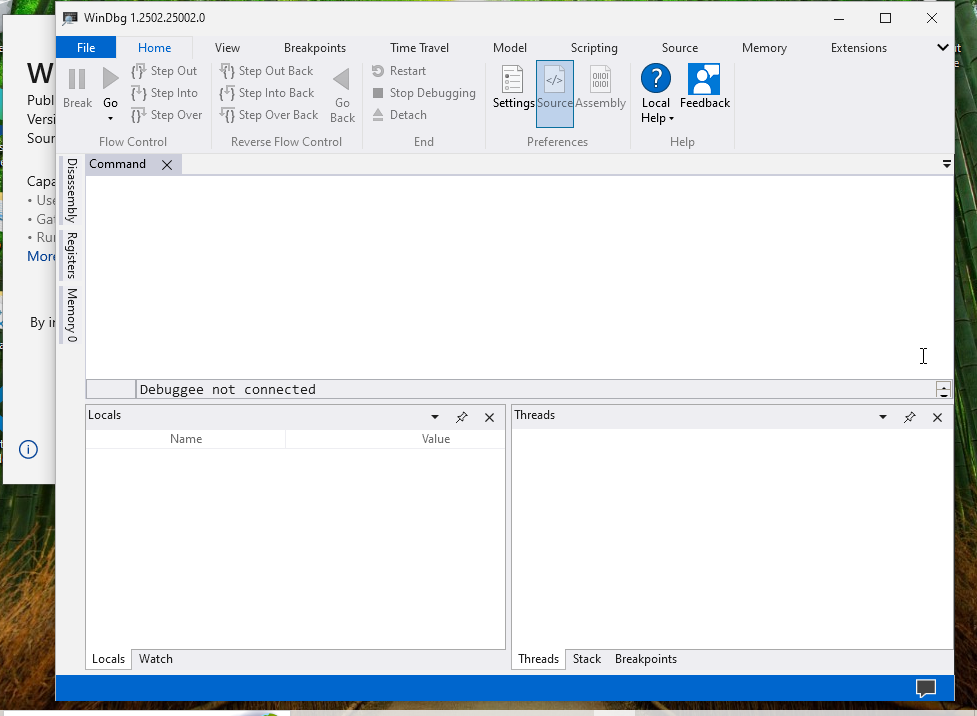 WinDbg 1.2502.25002.0
File Home View Breakpoints Time Travel Model Scripting Source Memory Extensions
Break
Go
Step Out
Step Into
Step Over
Flow Control
Step Out Back
Step Into Back
Step Over Back
Go
Back
Reverse Flow Control
Restart
Stop Debugging
Detach
End
Settings Source Assembly
Preferences
Local
Help
Feedback
Help
W
Publ
Versi
Sour
Capa
• Use
• Gat
• Run
More
By in
Disassembly
Registers
Memory 0
Command
Debuggee not connected
Locals
Name Value
Locals Watch
Threads
Threads Stack Breakpoints